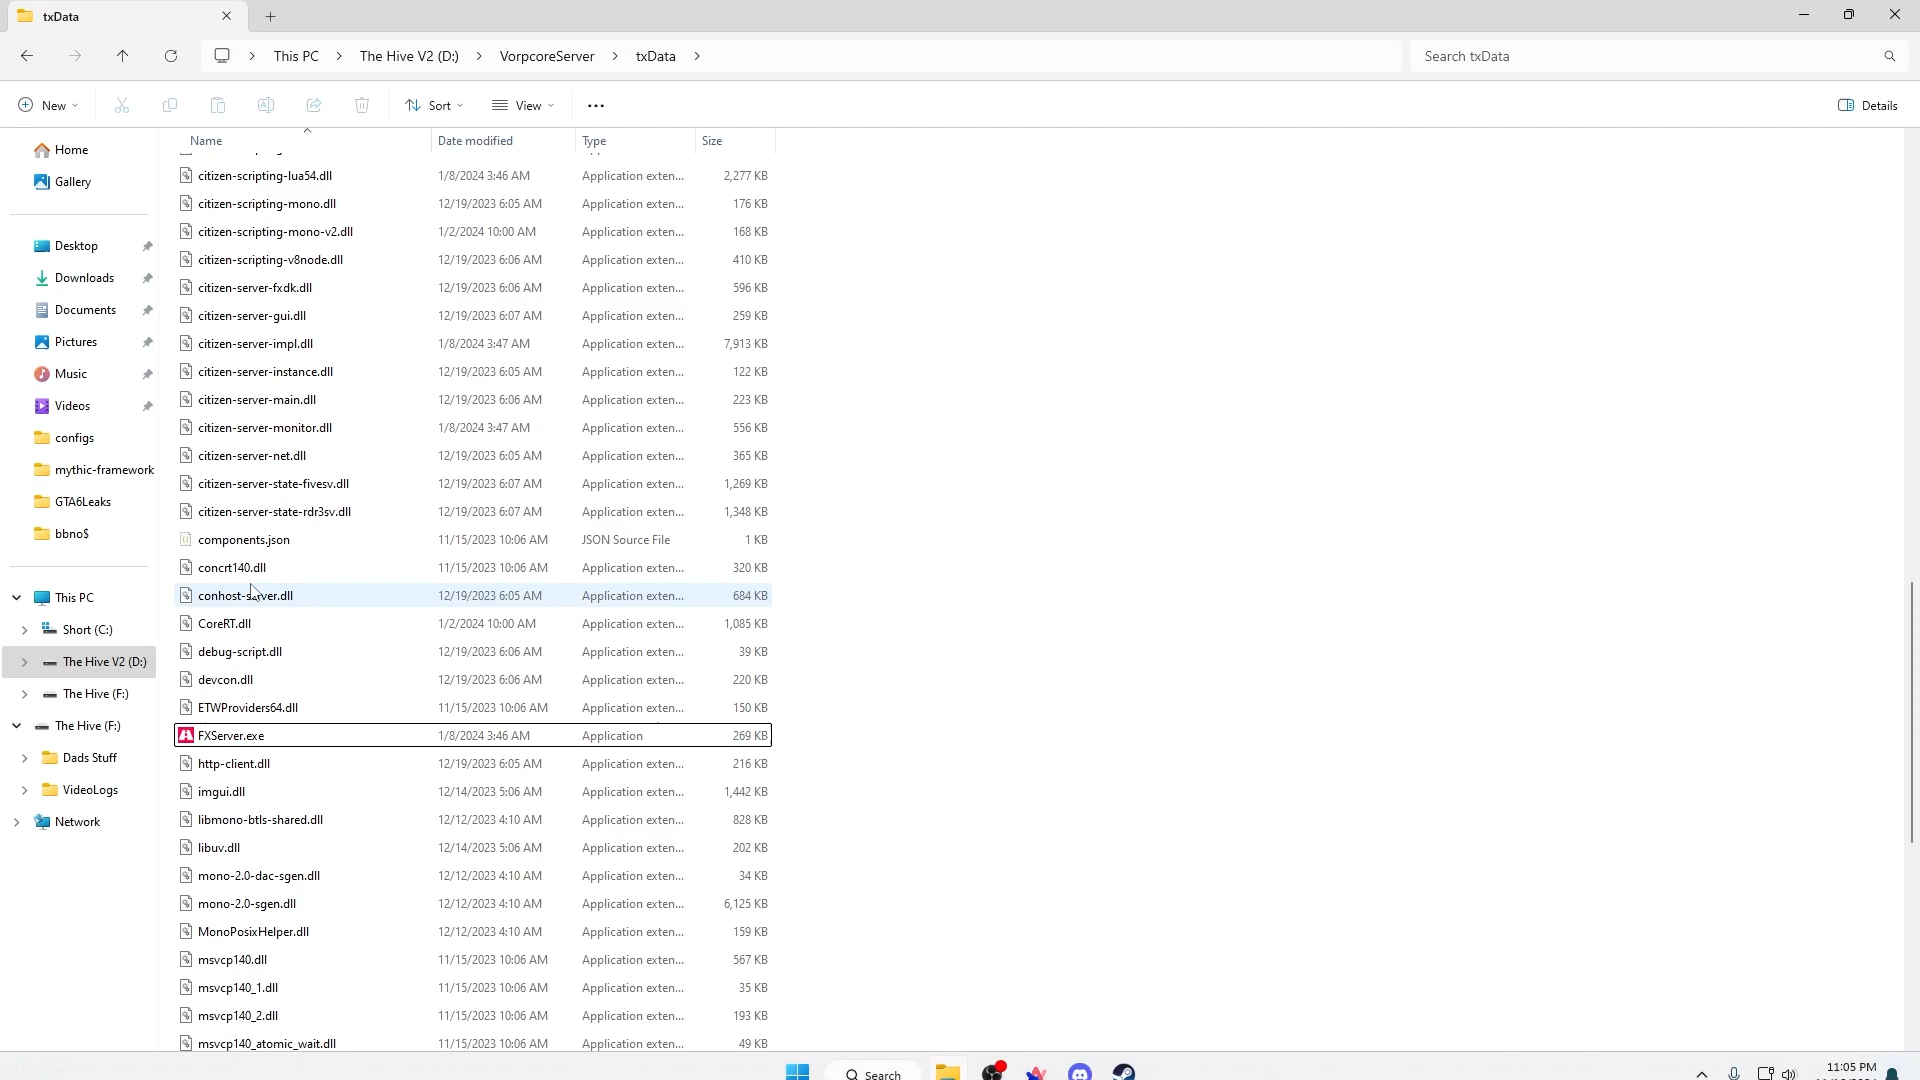 txData
This PC
The Hive V2 (D:)
VorpcoreServer
txData
Search txData
New
Sort
View
Details
Name Date modified Type Size
citizen-scripting-lua54.dll 1/8/2024 3:46 AM Application exten... 2,277 KB
citizen-scripting-mono.dll 12/19/2023 6:05 AM Application exten... 176 KB
citizen-scripting-mono-v2.dll 1/2/2024 10:00 AM Application exten... 168 KB
citizen-scripting-v8node.dll 12/19/2023 6:06 AM Application exten... 410 KB
citizen-server-fxdk.dll 12/19/2023 6:06 AM Application exten... 596 KB
citizen-server-gui.dll 12/19/2023 6:07 AM Application exten... 259 KB
citizen-server-impl.dll 1/8/2024 3:47 AM Application exten... 7,913 KB
citizen-server-instance.dll 12/19/2023 6:05 AM Application exten... 122 KB
citizen-server-main.dll 12/19/2023 6:06 AM Application exten... 223 KB
citizen-server-monitor.dll 1/8/2024 3:47 AM Application exten... 556 KB
citizen-server-net.dll 12/19/2023 6:05 AM Application exten... 365 KB
citizen-server-state-fivesv.dll 12/19/2023 6:07 AM Application exten... 1,269 KB
citizen-server-state-rdr3sv.dll 12/19/2023 6:07 AM Application exten... 1,348 KB
components.json 11/15/2023 10:06 AM JSON Source File 1 KB
concrt140.dll 11/15/2023 10:06 AM Application exten... 320 KB
conhost-server.dll 12/19/2023 6:05 AM Application exten... 684 KB
CoreRT.dll 1/2/2024 10:00 AM Application exten... 1,085 KB
debug-script.dll 12/19/2023 6:06 AM Application exten... 39 KB
devcon.dll 12/19/2023 6:06 AM Application exten... 220 KB
ETWProviders64.dll 11/15/2023 10:06 AM Application exten... 150 KB
FXServer.exe 1/8/2024 3:46 AM Application 269 KB
http-client.dll 12/19/2023 6:05 AM Application exten... 216 KB
imgui.dll 12/14/2023 5:06 AM Application exten... 1,442 KB
libmono-btls-shared.dll 12/12/2023 4:10 AM Application exten... 828 KB
libuv.dll 12/14/2023 5:06 AM Application exten... 202 KB
mono-2.0-dac-sgen.dll 12/12/2023 4:10 AM Application exten... 34 KB
mono-2.0-sgen.dll 12/12/2023 4:10 AM Application exten... 6,125 KB
MonoPosixHelper.dll 12/12/2023 4:10 AM Application exten... 159 KB
msvcp140.dll 11/15/2023 10:06 AM Application exten... 567 KB
msvcp140_1.dll 11/15/2023 10:06 AM Application exten... 35 KB
msvcp140_2.dll 11/15/2023 10:06 AM Application exten... 193 KB
msvcp140_atomic_wait.dll 11/15/2023 10:06 AM Application exten... 49 KB
Home
Gallery
Desktop
Downloads
Documents
Pictures
Music
Videos
configs
mythic-framework
GTA6Leaks
bbno$
This PC
Short (C:)
The Hive V2 (D:)
The Hive (F:)
The Hive (F:)
Dads Stuff
VideoLogs
Network
Search
11:05 PM